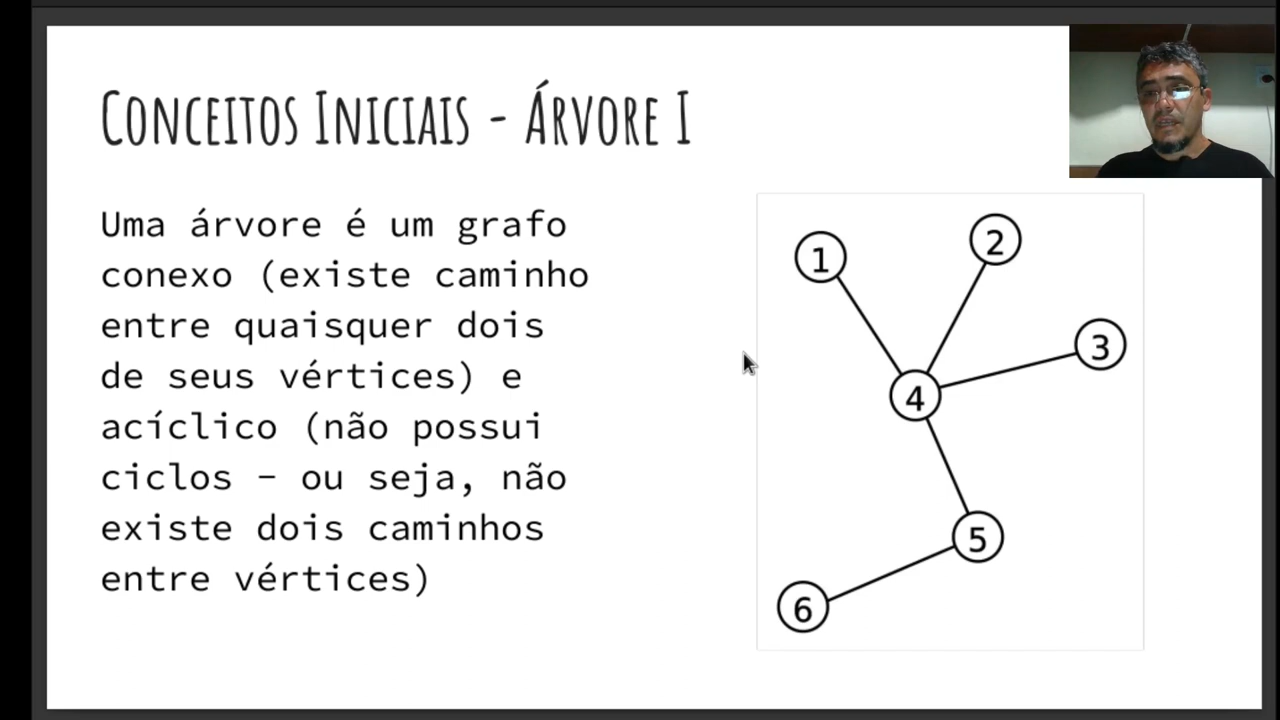 CONCEITOS INICIAIS - ÁRVORE I
Uma árvore é um grafo
conexo (existe caminho
entre quaisquer dois
de seus vértices) e
acíclico (não possui
ciclos - ou seja, não
existe dois caminhos
entre vértices)
1
2
3
4
5
6